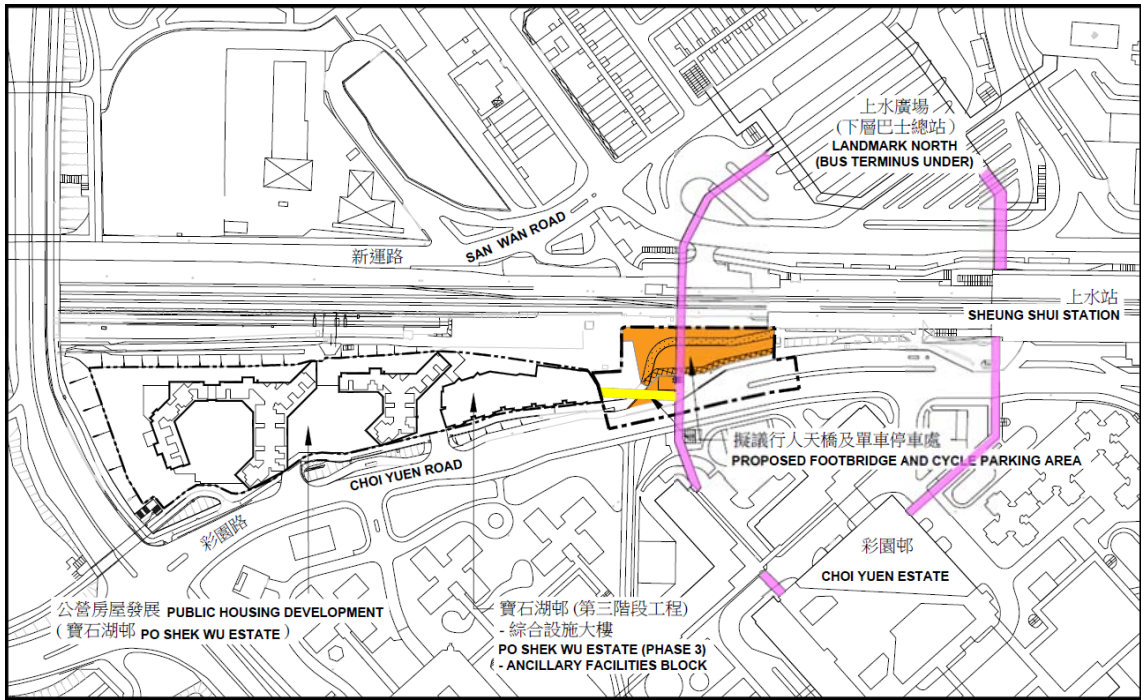 上水廣場
(下層巴士總站)
LANDMARK NORTH
(BUS TERMINUS UNDER)
SAN WAN ROAD
新運路
上水站
SHEUNG SHUI STATION
擬議行人天橋及單車停車處
PROPOSED FOOTBRIDGE AND CYCLE PARKING AREA
CHOI YUEN ROAD
彩園路
彩園邨
CHOI YUEN ESTATE
公營房屋發展 PUBLIC HOUSING DEVELOPMENT
( 寶石湖邨 PO SHEK WU ESTATE )
寶石湖邨 (第三階段工程)
- 綜合設施大樓
PO SHEK WU ESTATE (PHASE 3)
- ANCILLARY FACILITIES BLOCK